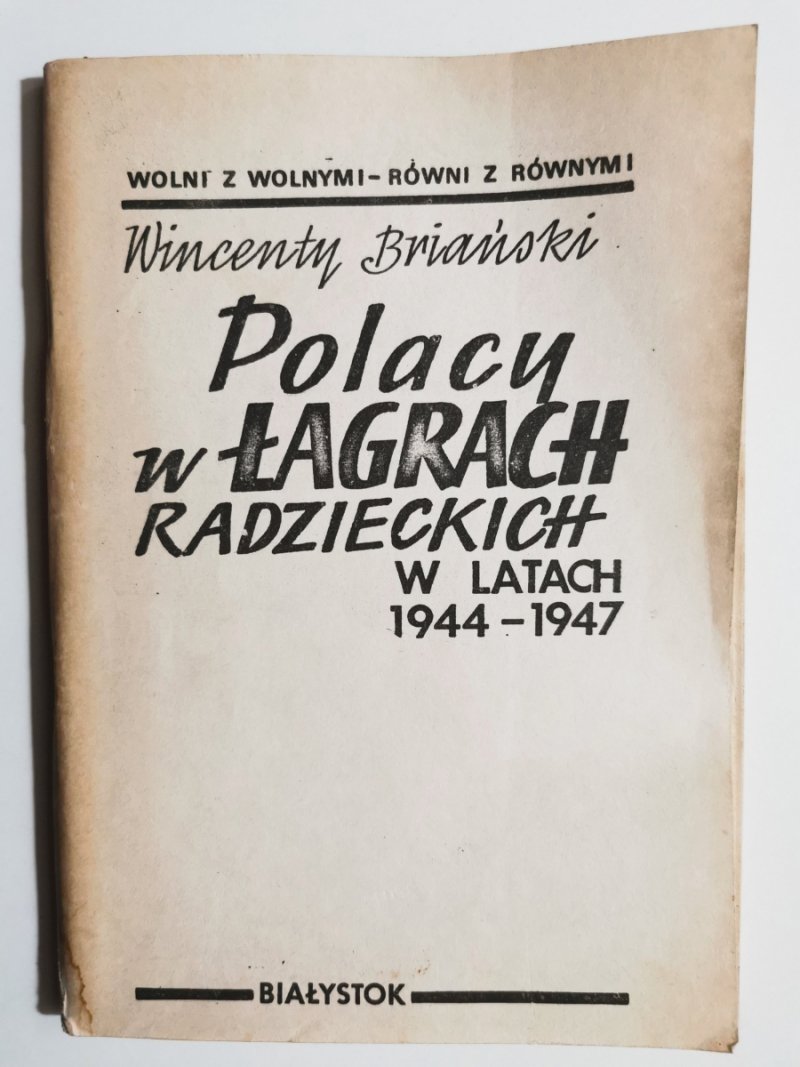 WOLNI Z WOLNYMI – RÓWNI Z RÓWNYMI
Wincenty Briański
Polacy
w ŁAGRACH
RADZIECKICH
W LATACH
1944 – 1947
BIAŁYSTOK